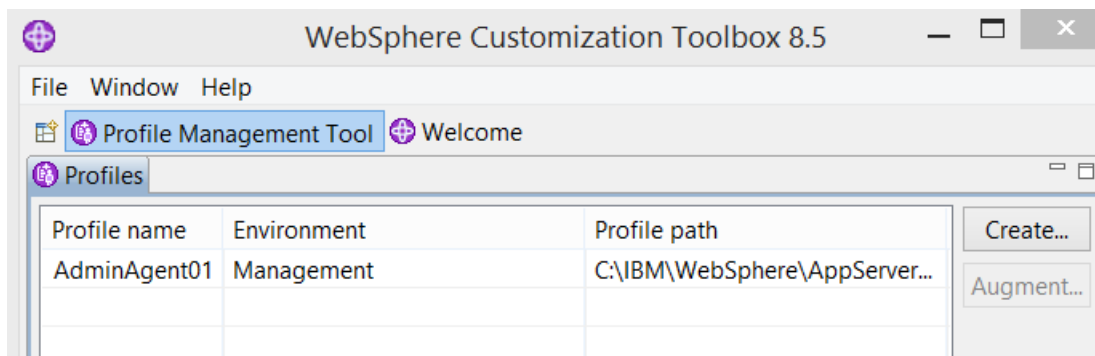 WebSphere Customization Toolbox 8.5
File Window Help
Profile Management Tool Welcome
Profiles
Profile name Environment Profile path Create...
AdminAgent01 Management C:\IBM\WebSphere\AppServer...
Augment...